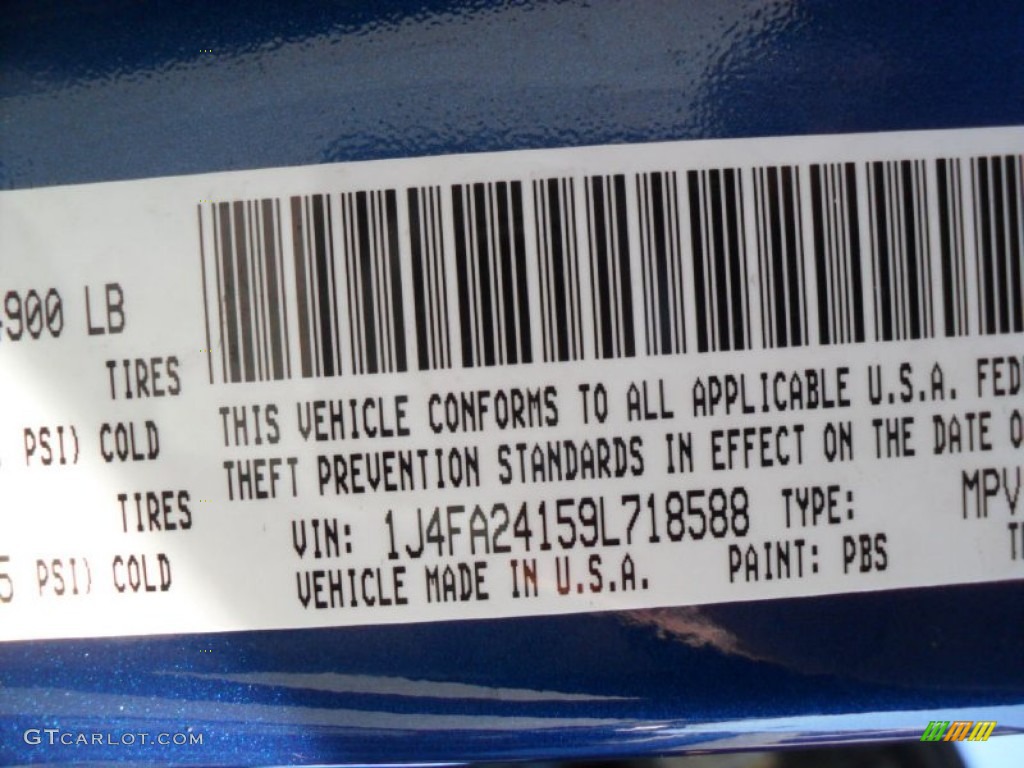 900 LB
TIRES
PSI) COLD
TIRES
5 PSI) COLD
THIS VEHICLE CONFORMS TO ALL APPLICABLE U.S.A. FED
THEFT PREVENTION STANDARDS IN EFFECT ON THE DATE O
VIN: 1J4FA24159L718588 TYPE: MPV
VEHICLE MADE IN U.S.A. PAINT: PBS
GTCARLOT.COM